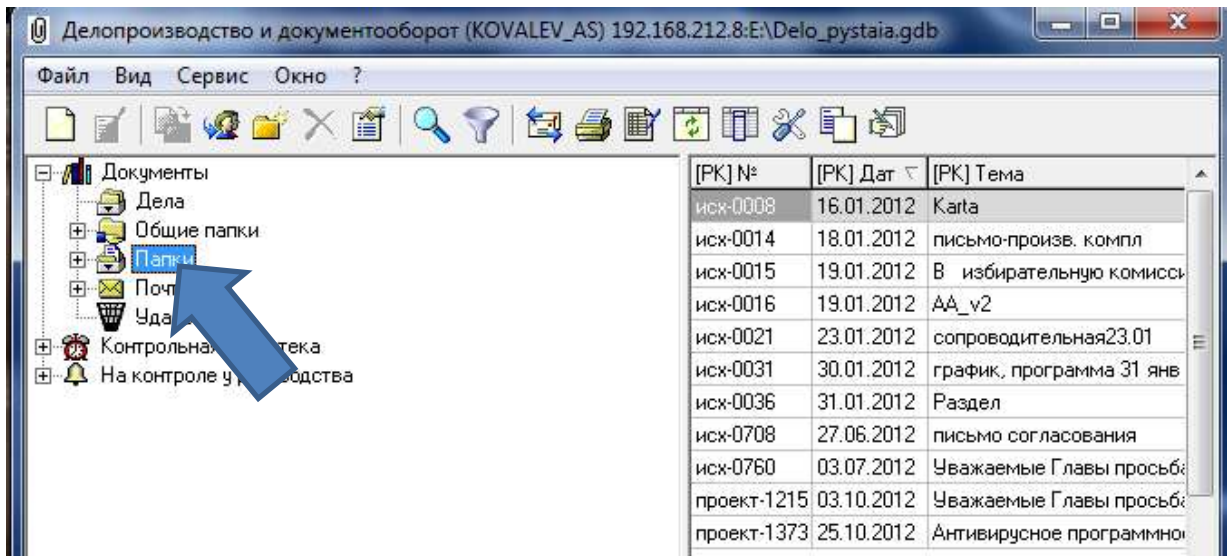 Делопроизводство и документооборот (KOVALEV_AS) 192.168.212.8:E:\Delo_pystaia.gdb
Файл Вид Сервис Окно ?
Документы
Дела
Общие папки
Папки
Контрольная
На контроле у
[РК] № [РК] Дат [РК] Тема
исх-0008 16.01.2012 Karta
исх-0014 18.01.2012 письмо-произв. компл
исх-0015 19.01.2012 В избирательную комисси
исх-0016 19.01.2012 AA_v2
исх-0021 23.01.2012 сопроводительная23.01
исх-0031 30.01.2012 график, программа 31 янв
исх-0036 31.01.2012 Раздел
исх-0708 27.06.2012 письмо согласования
исх-0760 03.07.2012 Уважаемые Главы просьба
проект-1215 03.10.2012 Уважаемые Главы просьба
проект-1373 25.10.2012 Антивирусное программно